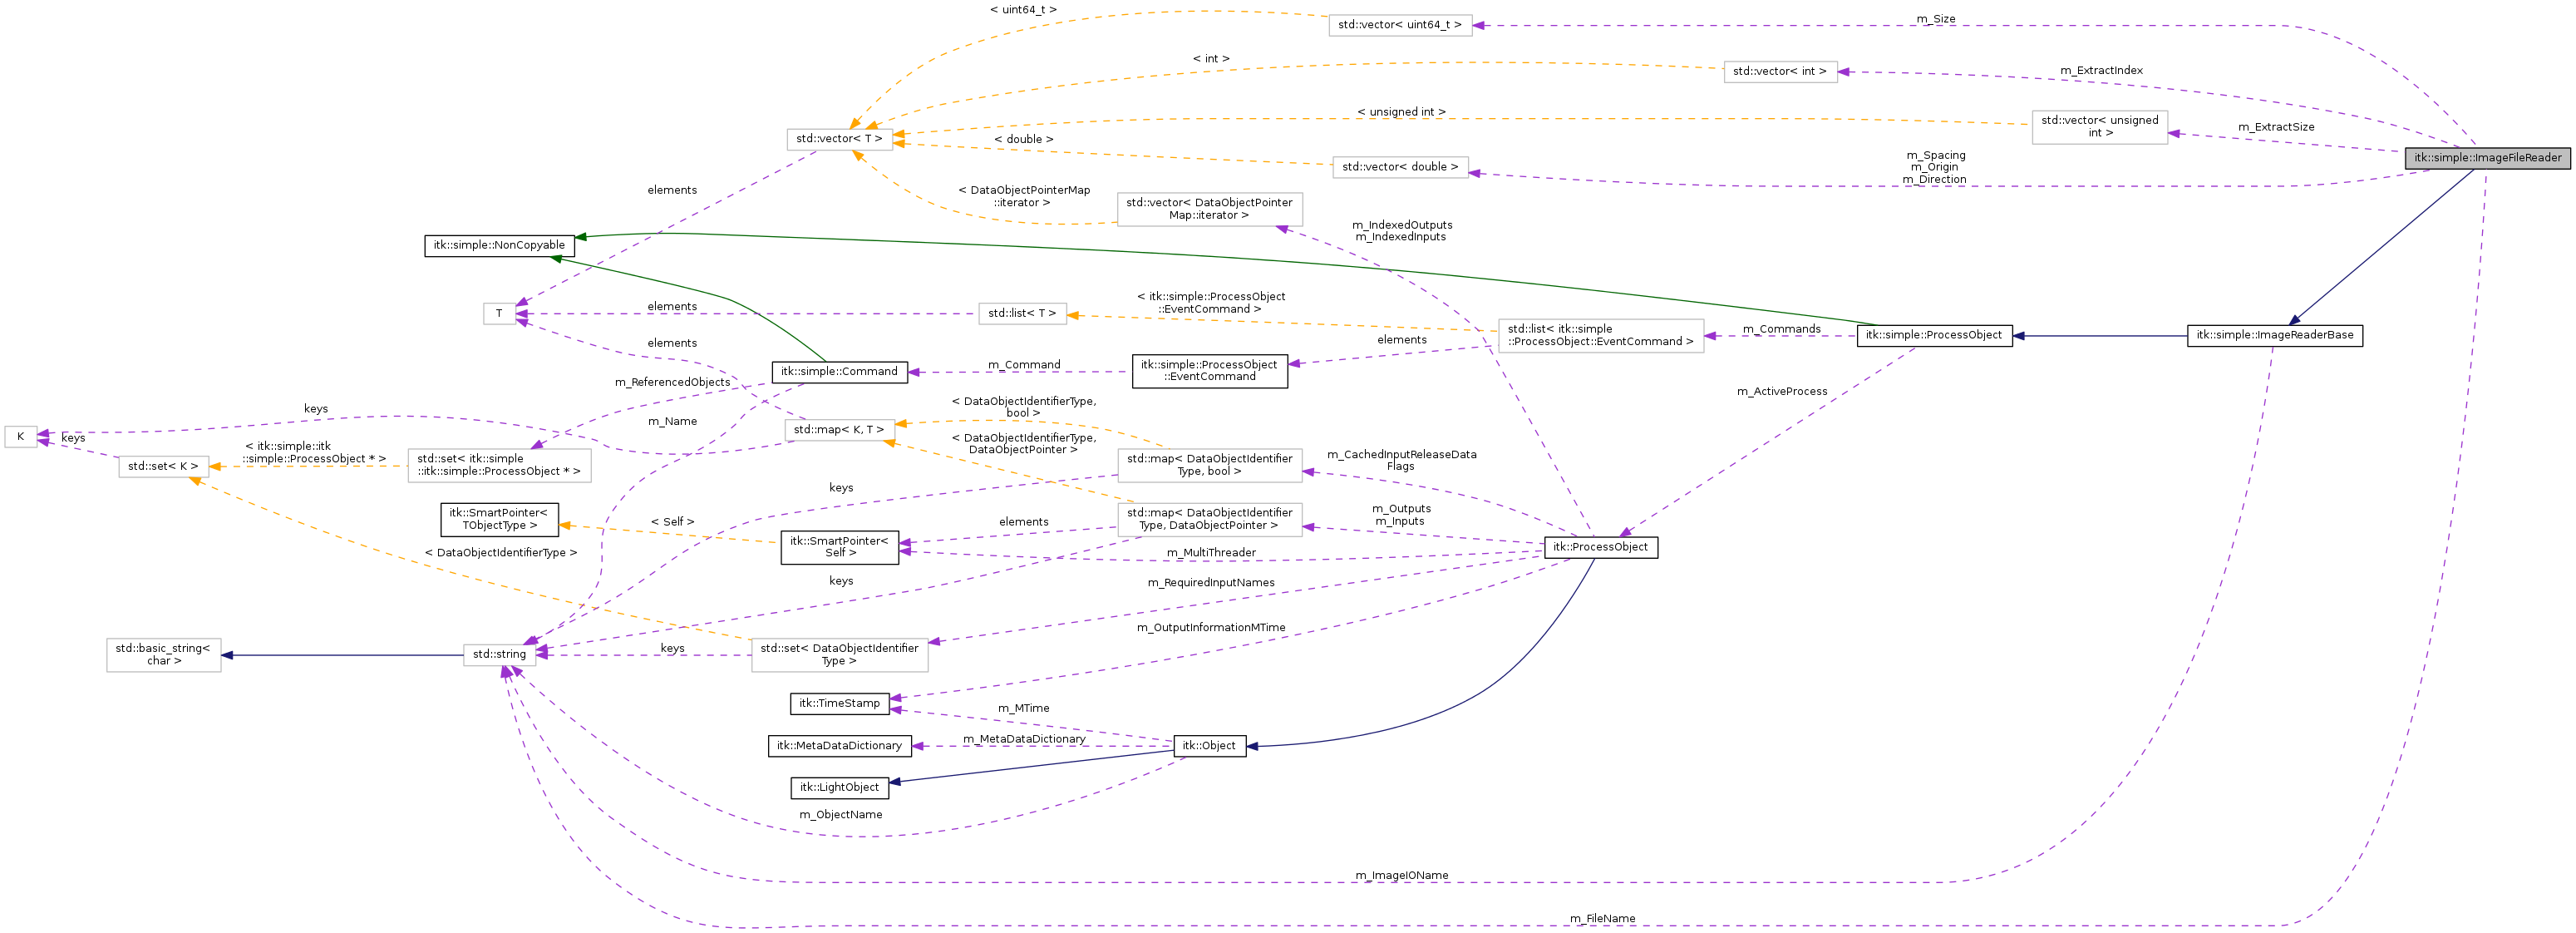 < uint64_t >
std::vector< uint64_t >
m_Size
< int >
std::vector< int >
m_ExtractIndex
< unsigned int >
std::vector< unsigned
int >
m_ExtractSize
std::vector< T >
< double >
std::vector< double >
m_Spacing
m_Origin
m_Direction
itk::simple::ImageFileReader
elements
< DataObjectPointerMap
::iterator >
std::vector< DataObjectPointer
Map::iterator >
m_IndexedOutputs
m_IndexedInputs
itk::simple::NonCopyable
T
elements
std::list< T >
< itk::simple::ProcessObject
::EventCommand >
std::list< itk::simple
::ProcessObject::EventCommand >
m_Commands
itk::simple::ProcessObject
itk::simple::ImageReaderBase
elements
elements
itk::simple::Command
m_Command
itk::simple::ProcessObject
::EventCommand
m_ReferencedObjects
m_ActiveProcess
keys
m_Name
std::map< K, T >
< DataObjectIdentifierType,
bool >
K
keys
std::set< K >
< itk::simple::itk
::simple::ProcessObject * >
std::set< itk::simple
::itk::simple::ProcessObject * >
< DataObjectIdentifierType,
DataObjectPointer >
std::map< DataObjectIdentifier
Type, bool >
m_CachedInputReleaseData
Flags
keys
itk::SmartPointer<
TObjectType >
< Self >
itk::SmartPointer<
Self >
elements
std::map< DataObjectIdentifier
Type, DataObjectPointer >
m_Outputs
m_Inputs
itk::ProcessObject
< DataObjectIdentifierType >
m_MultiThreader
keys
m_RequiredInputNames
m_OutputInformationMTime
std::basic_string<
char >
std::string
keys
std::set< DataObjectIdentifier
Type >
itk::TimeStamp
m_MTime
itk::MetaDataDictionary
m_MetaDataDictionary
itk::Object
itk::LightObject
m_ObjectName
m_ImageIOName
m_FileName